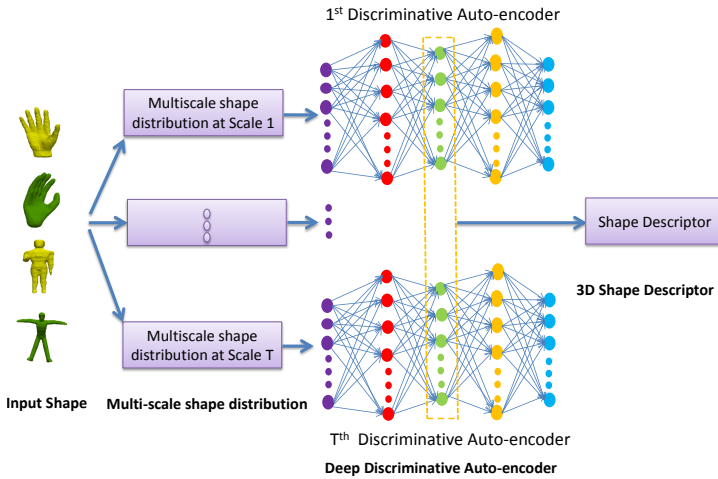 1st Discriminative Auto-encoder
Multiscale shape
distribution at Scale 1
Shape Descriptor
3D Shape Descriptor
Multiscale shape
distribution at Scale T
Input Shape
Multi-scale shape distribution
Tth Discriminative Auto-encoder
Deep Discriminative Auto-encoder